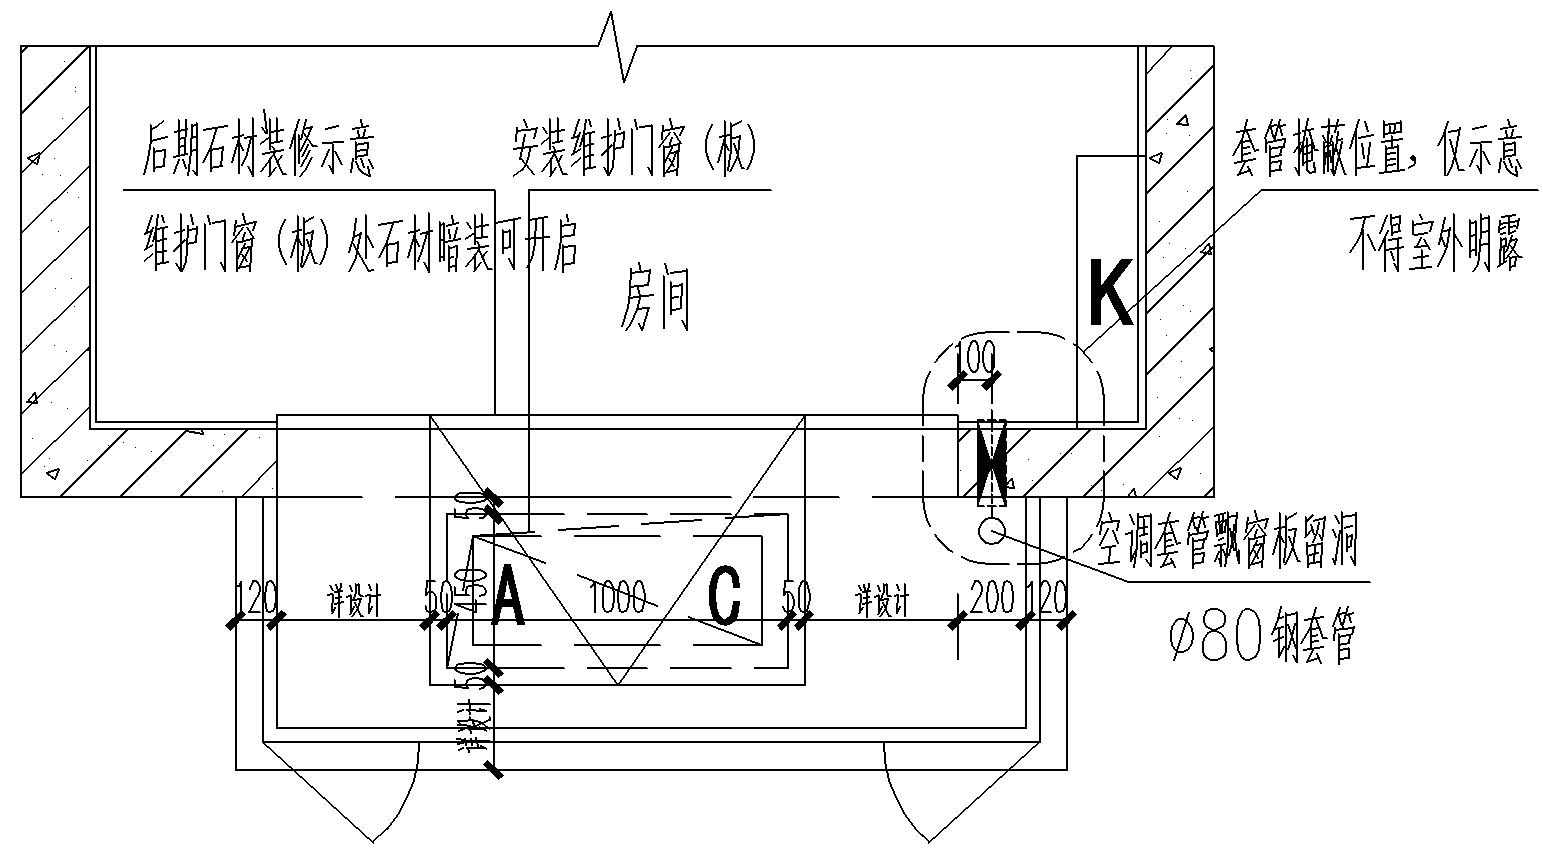 后期石材装修示意
安装维护门窗（板）
套管掩蔽位置，仅示意
维护门窗（板）处石材暗装可开启
不得室外明露
房间
K
100
50
空调套管飘窗板留洞
120
详设计
50
450
A
1000
C
50
详设计
200
120
ø80钢套管
50
详设计